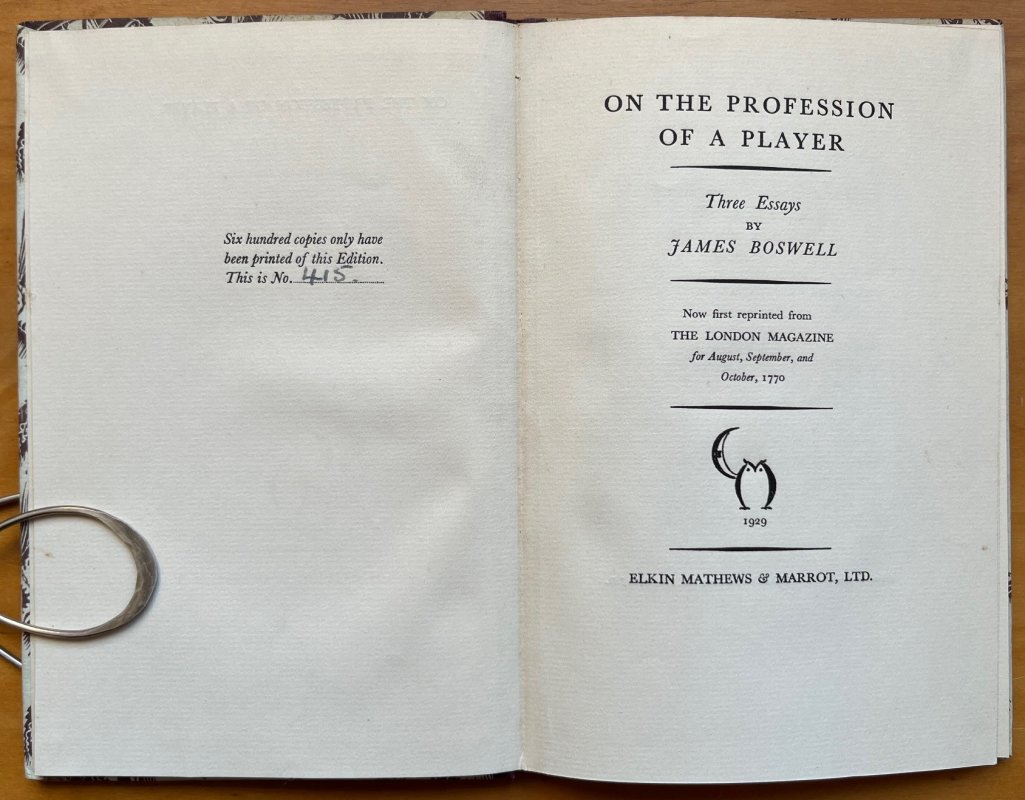 Six hundred copies only have
been printed of this Edition.
This is No. 415.
ON THE PROFESSION
OF A PLAYER
Three Essays
BY
JAMES BOSWELL
Now first reprinted from
THE LONDON MAGAZINE
for August, September, and
October, 1770
1929
ELKIN MATHEWS & MARROT, LTD.